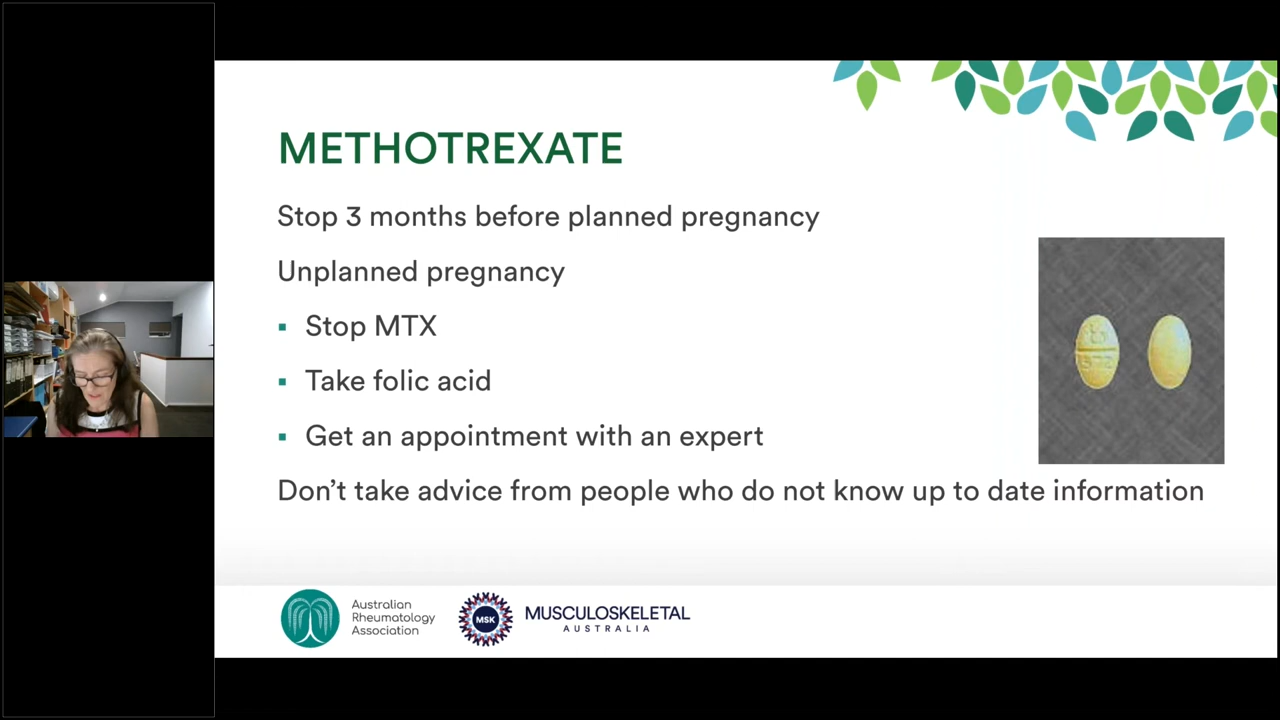 METHOTREXATE
Stop 3 months before planned pregnancy
Unplanned pregnancy
▪ Stop MTX
▪ Take folic acid
▪ Get an appointment with an expert
Don’t take advice from people who do not know up to date information
Australian
Rheumatology
Association
MSK
MUSCULOSKELETAL
AUSTRALIA